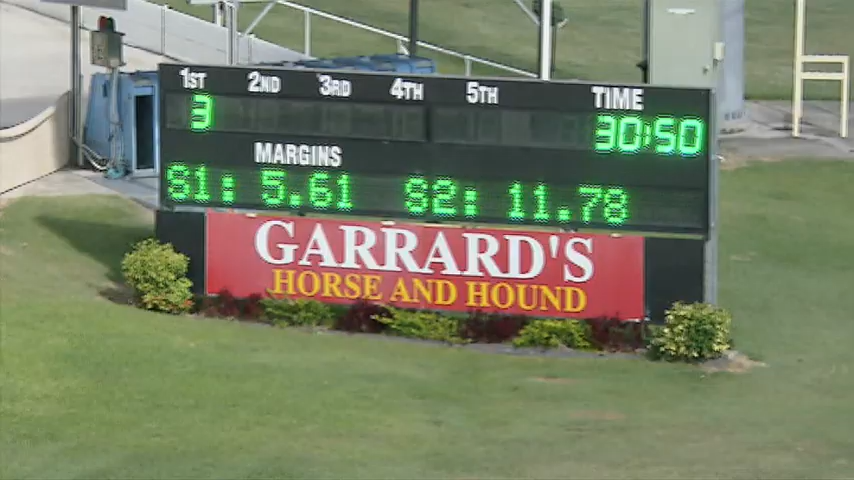 1ST 2ND 3RD 4TH 5TH TIME
3 30:50
MARGINS
S1: 5.61 S2: 11.78
GARRARD'S
HORSE AND HOUND